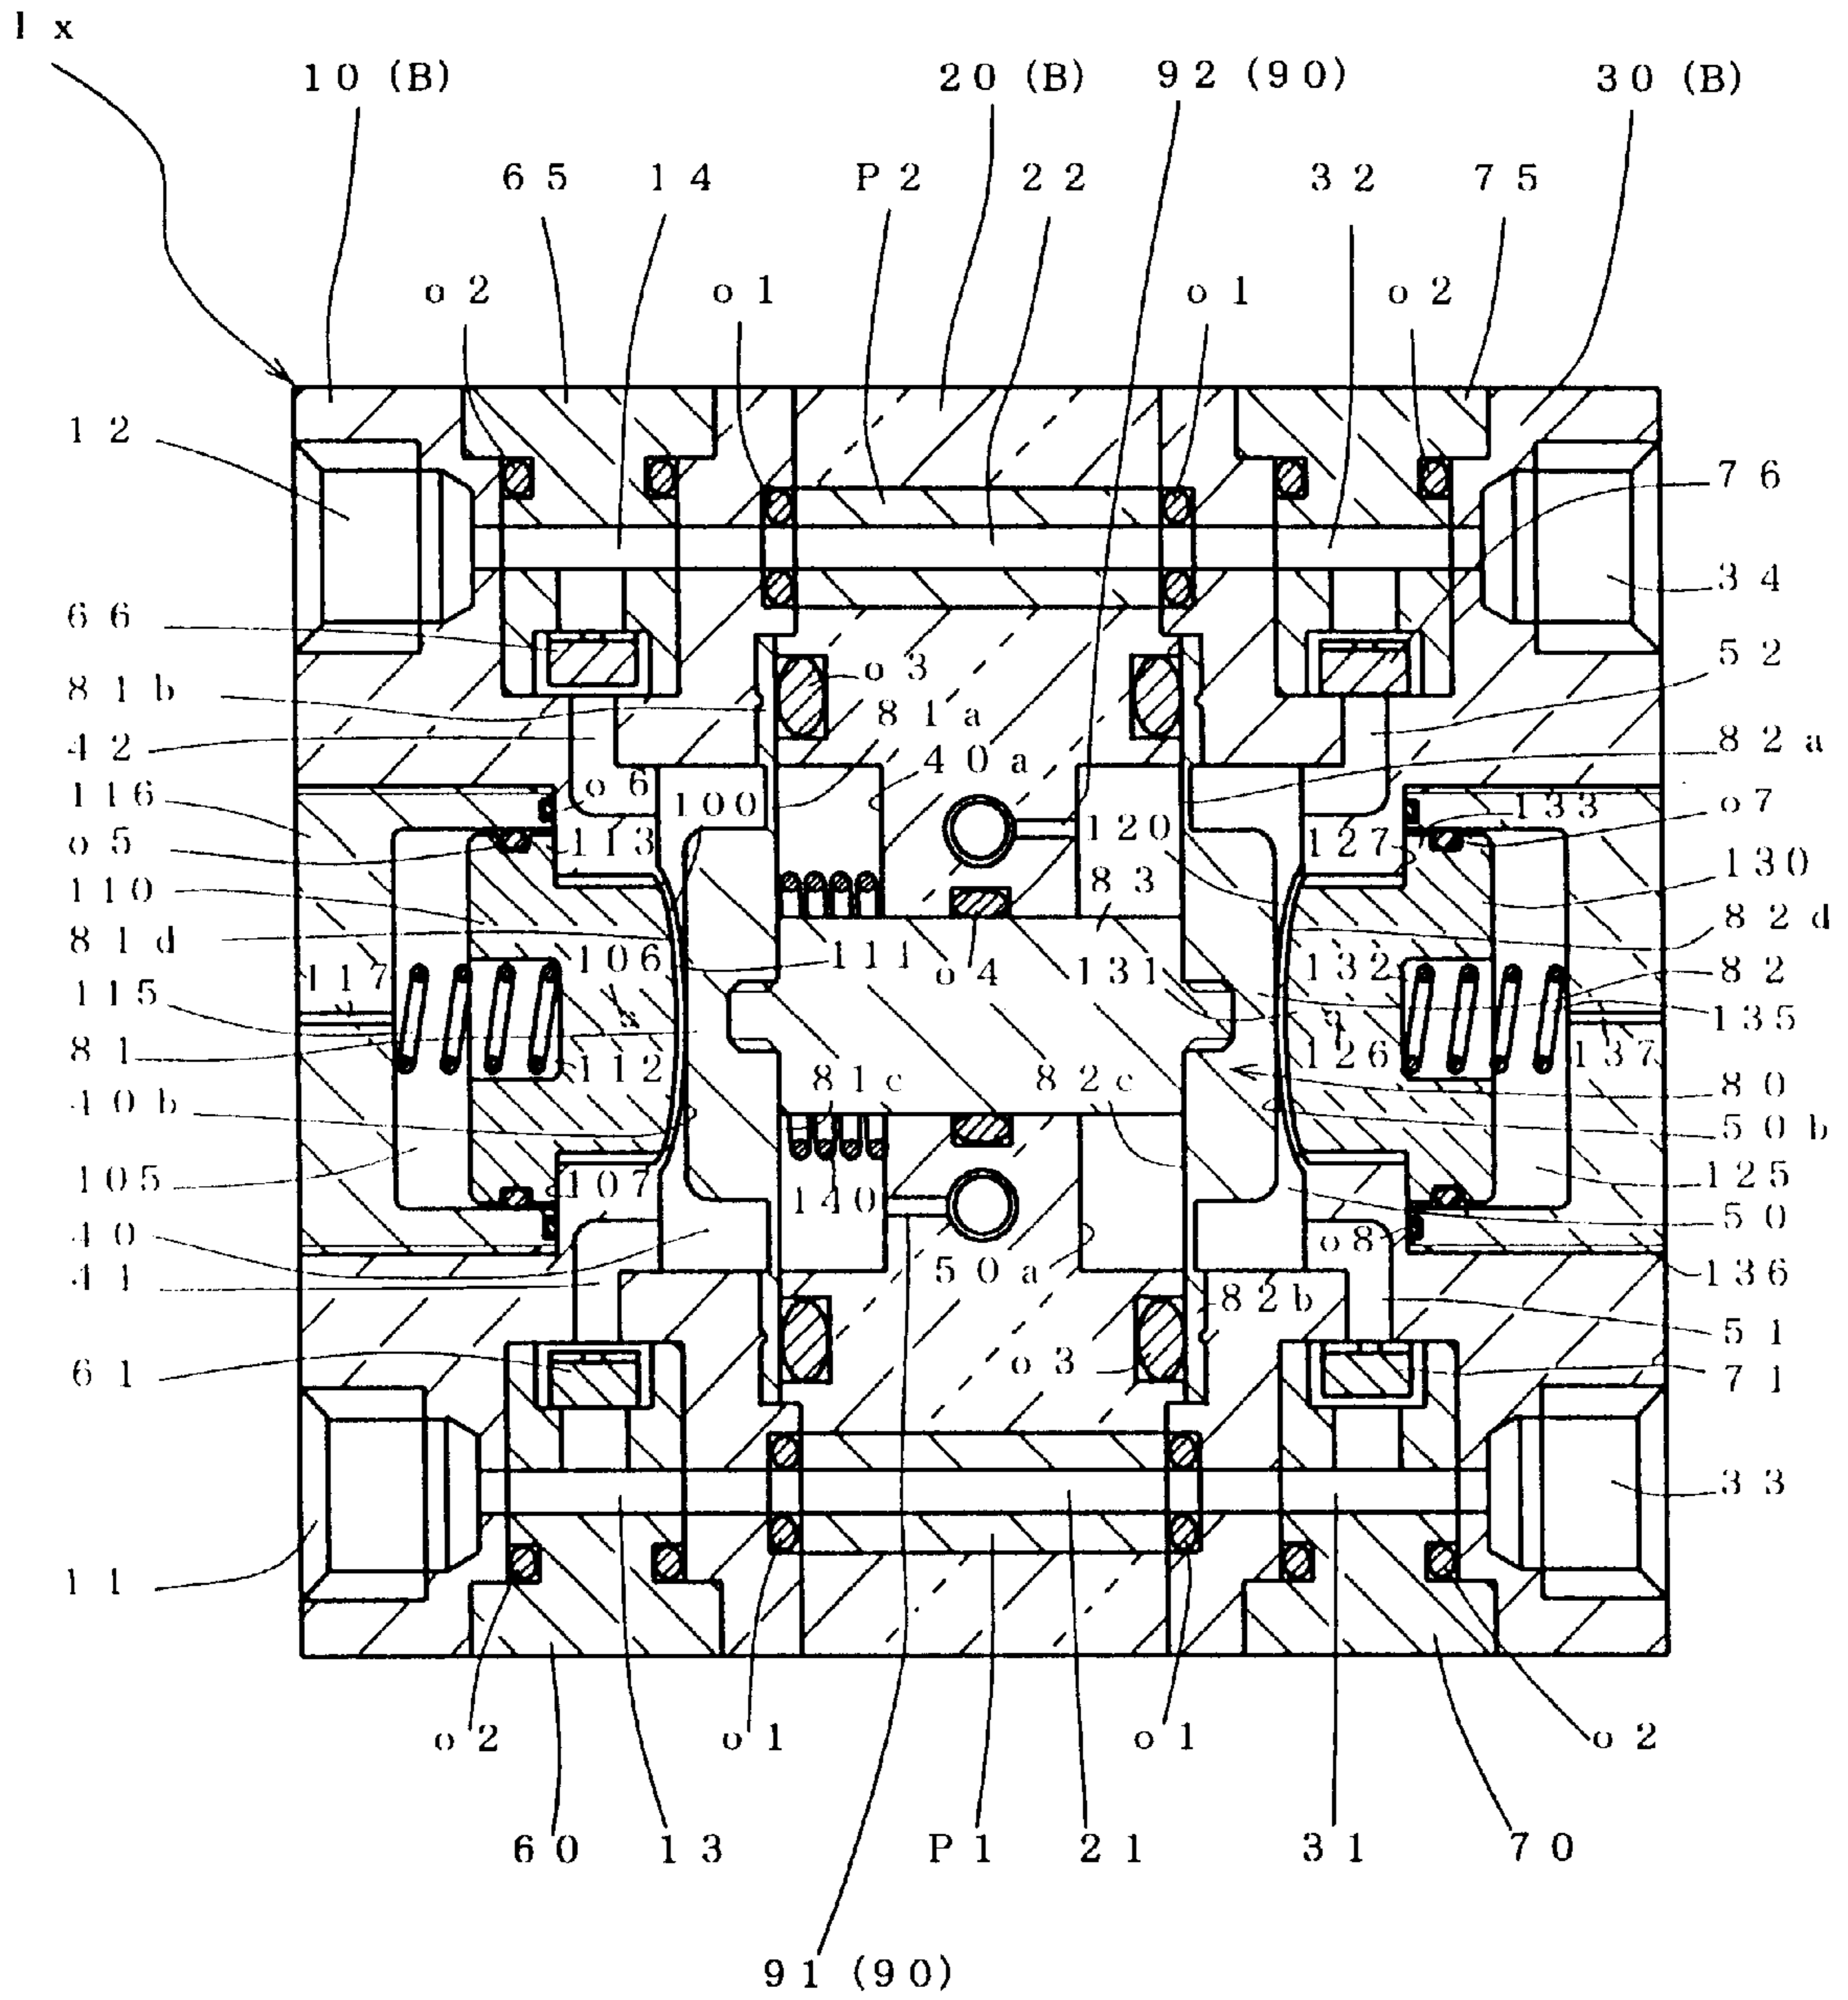 1x
10 (B) 20 (B) 92 (90) 30 (B)
65 14 P2 22 32 75
o2 o1 o1 o2
12
76
34
66
52
o3
81b
81a
42
82a
40a
116
o6 100
133 o7
o5
113
120 127
110
83
130
81d
106 111 o4 131 132
82d
117
82
115
135
81
112
126 137
81c 82c
80
40b
50b
105
107
140
125
40
50
o8
41
50a
136
82b
51
61
o3
71
33
11
o2 o1 o1 o2
60 13 P1 21 31 70
91 (90)